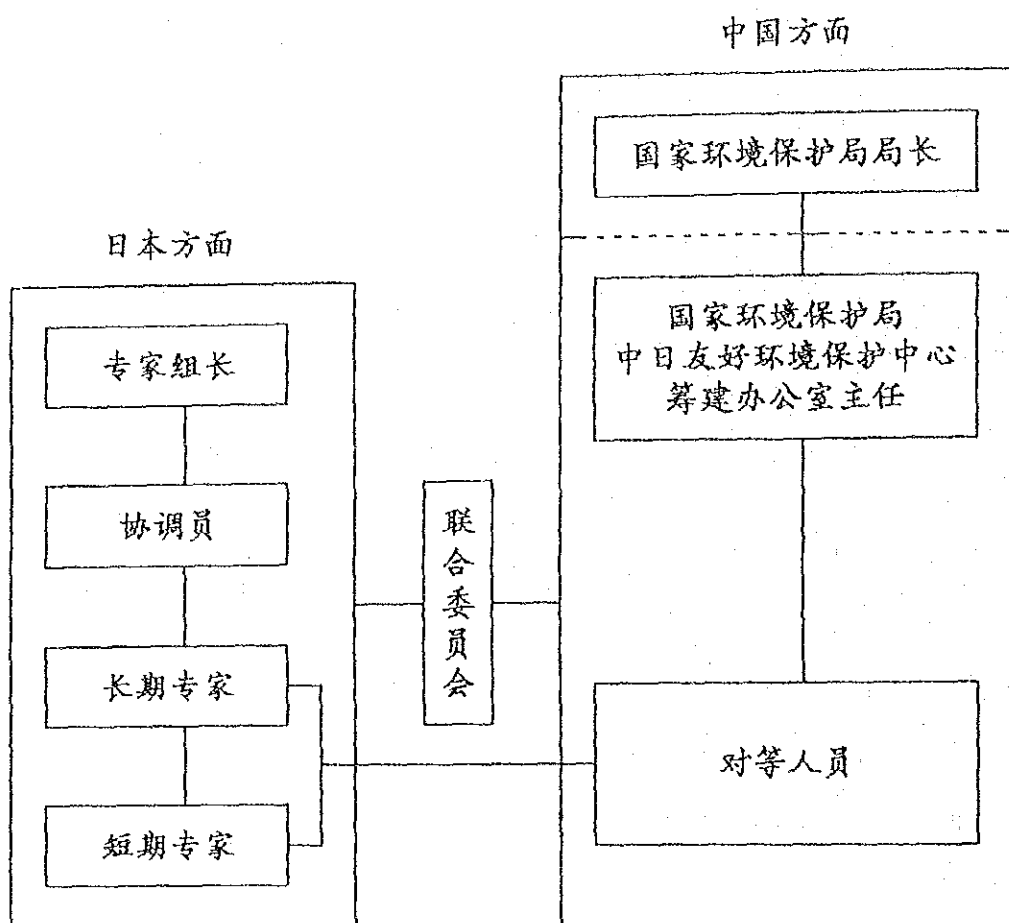 中国方面
国家环境保护局局长
日本方面
国家环境保护局
中日友好环境保护中心
筹建办公室主任
专家组长
协调员
联合委员会
长期专家
对等人员
短期专家